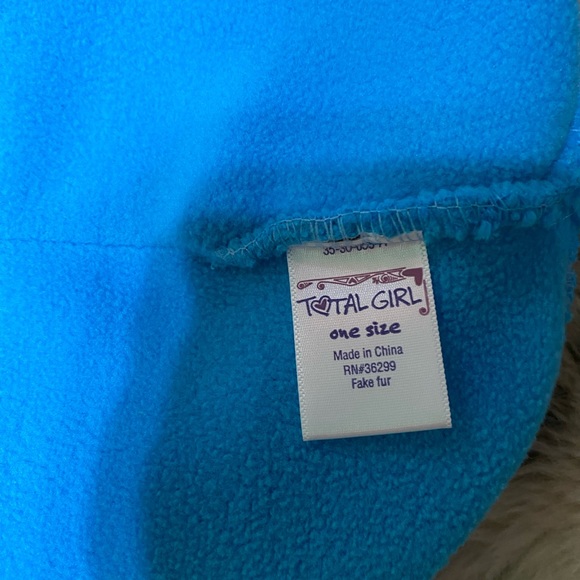 TOTAL GIRL
one size
Made in China
RN#36299
Fake fur